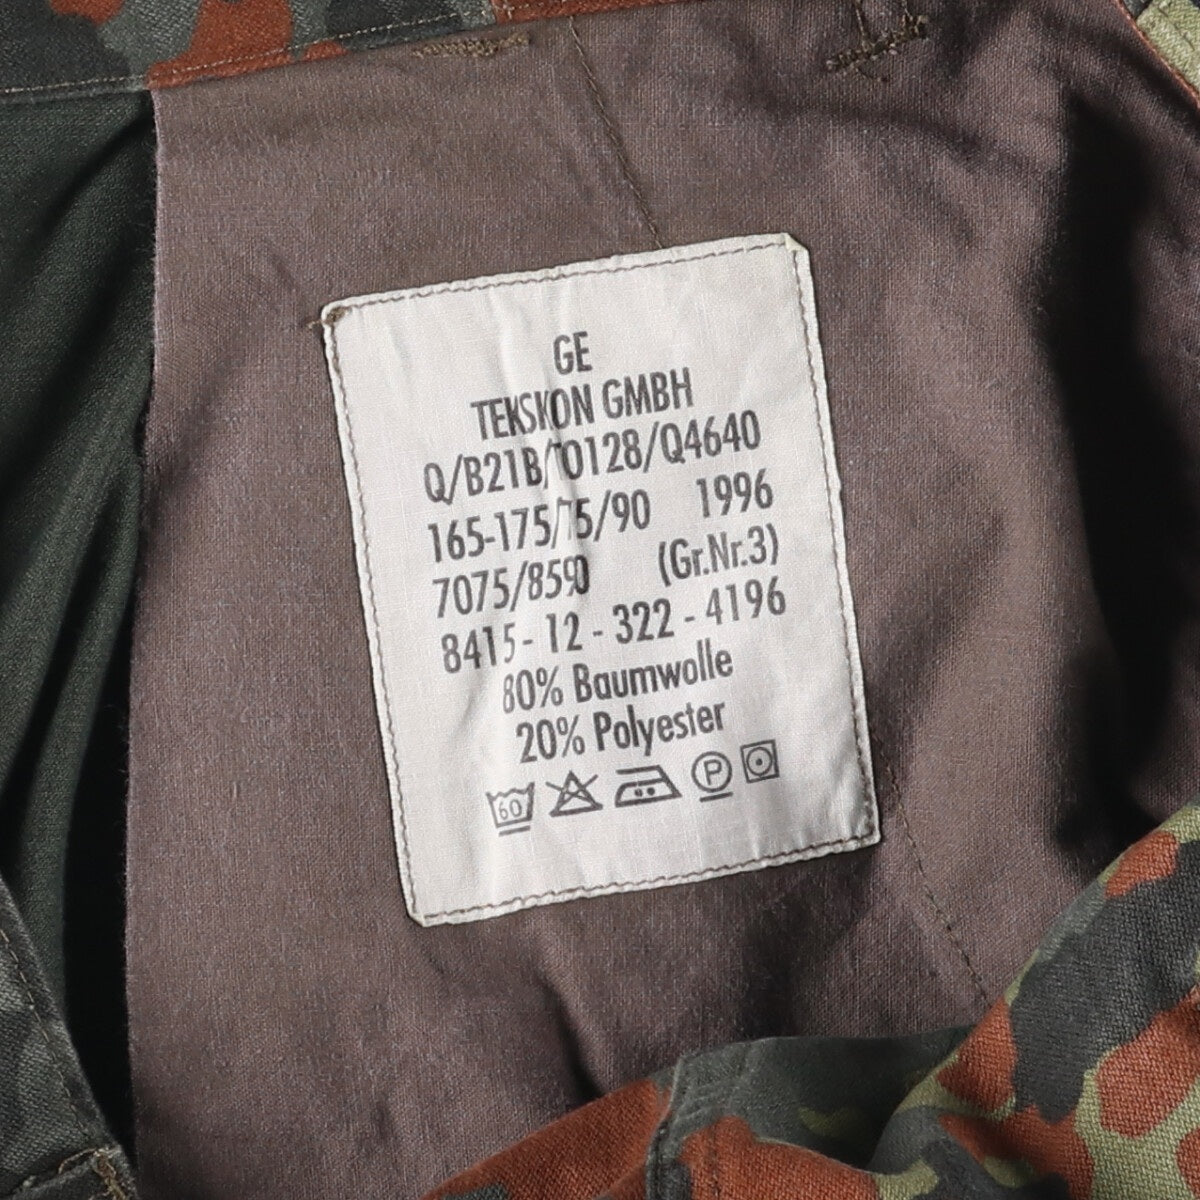 GE
TEKSKON GMBH
Q/B21B/T0128/Q4640
165-175/75/90 1996
7075/8590 (Gr.Nr.3)
8415 - 12 - 322 - 4196
80% Baumwolle
20% Polyester
60 P